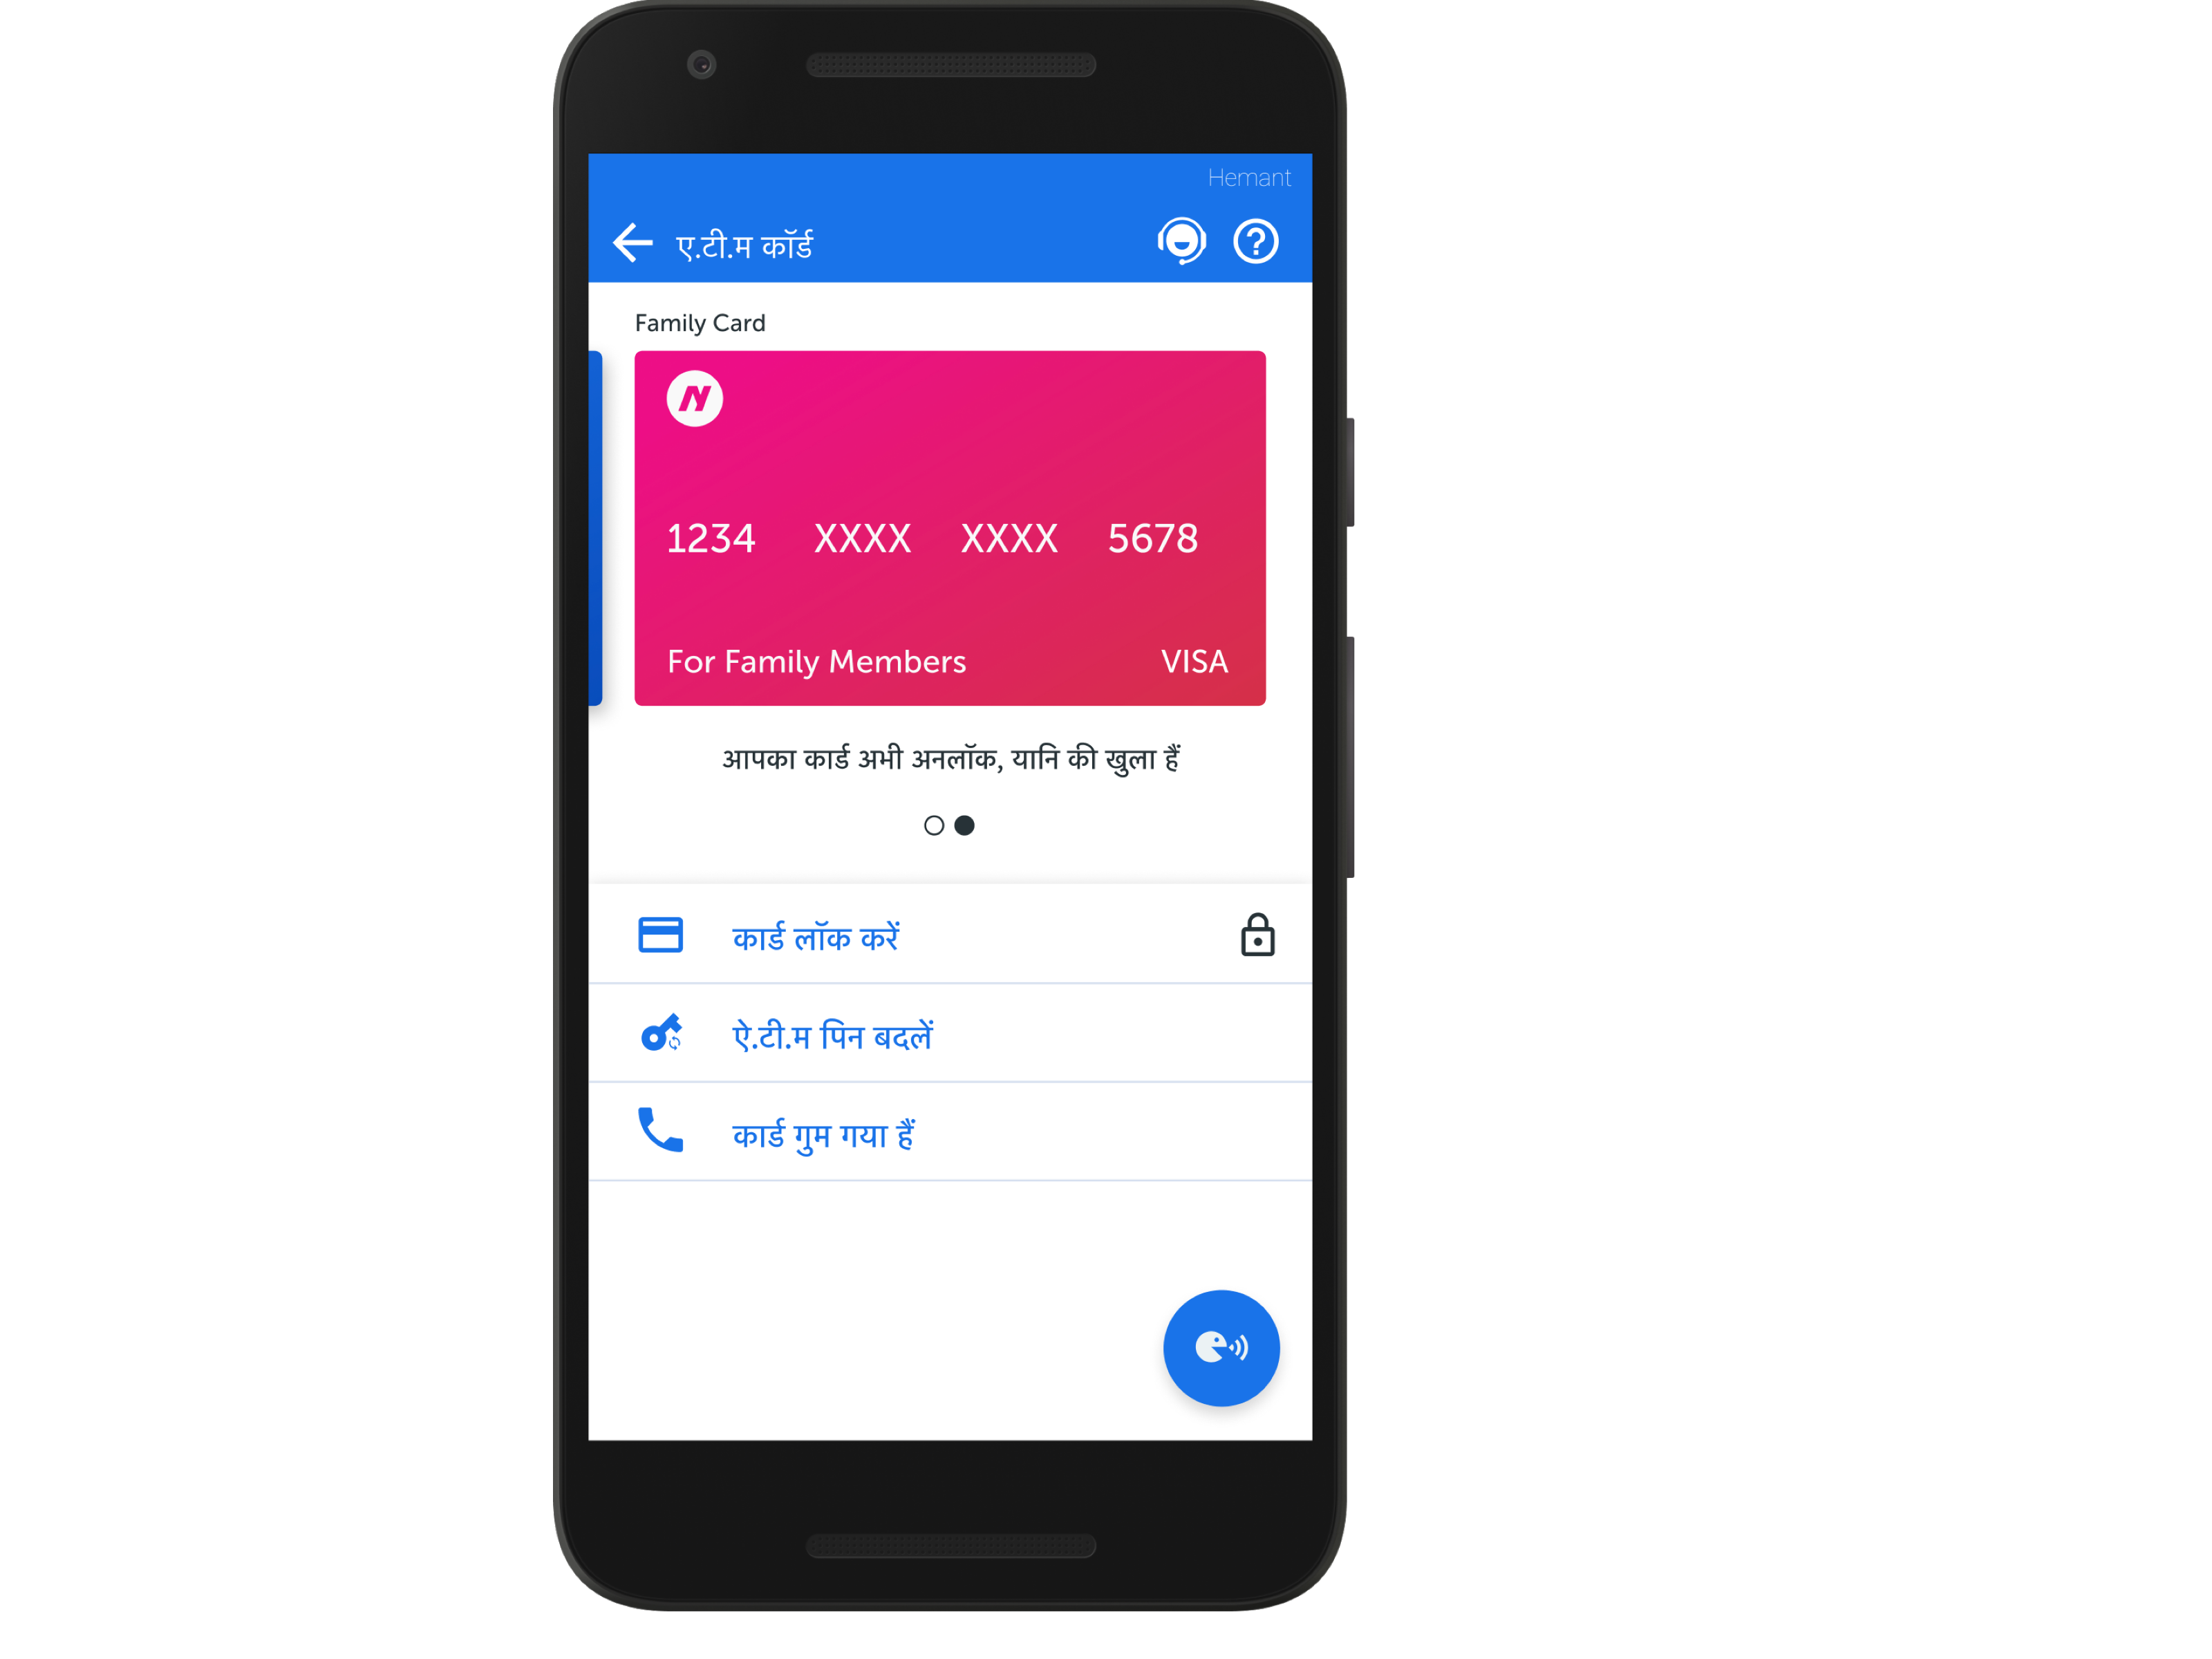 Hemant
ए.टी.म कॉर्ड
Family Card
N
1234 XXXX XXXX 5678
For Family Members VISA
आपका कार्ड अभी अनलॉक, यानि की खुला हैं
कार्ड लॉक करें
ऐ.टी.म पिन बदलें
कार्ड गुम गया हैं